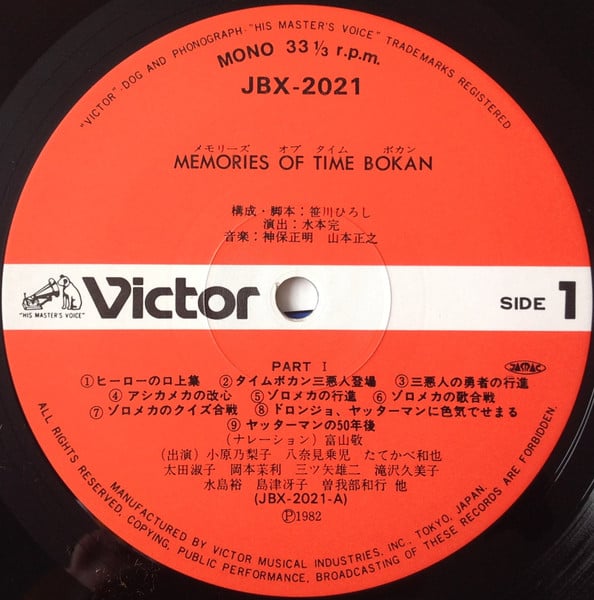 "VICTOR"·DOG AND PHONOGRAPH·"HIS MASTER'S VOICE" TRADEMARKS REGISTERED
MONO 33 1/3 r.p.m.
JBX-2021
メモリーズ オブ タイム ボカン
MEMORIES OF TIME BOKAN
構成・脚本：笹川ひろし
演出：水本完
音楽：神保正明 山本正之
"HIS MASTER'S VOICE"
Victor
SIDE 1
PART I
JASRAC
①ヒーローの口上集 ②タイムボカン三悪人登場 ③三悪人の勇者の行進
④アシカメカの改心 ⑤ゾロメカの行進 ⑥ゾロメカの歌合戦
⑦ゾロメカのクイズ合戦 ⑧ドロンジョ、ヤッターマンに色気でせまる
⑨ヤッターマンの50年後
(ナレーション) 富山敬
(出演) 小原乃梨子 八奈見乗児 たてかべ和也
太田淑子 岡本茉利 三ツ矢雄二 滝沢久美子
水島裕 島津冴子 曽我部和行 他
(JBX-2021-A)
Ⓟ1982
ALL RIGHTS RESERVED. COPYING, PUBLIC PERFORMANCE, BROADCASTING OF THESE RECORDS ARE FORBIDDEN.
MANUFACTURED BY VICTOR MUSICAL INDUSTRIES, INC. TOKYO, JAPAN.